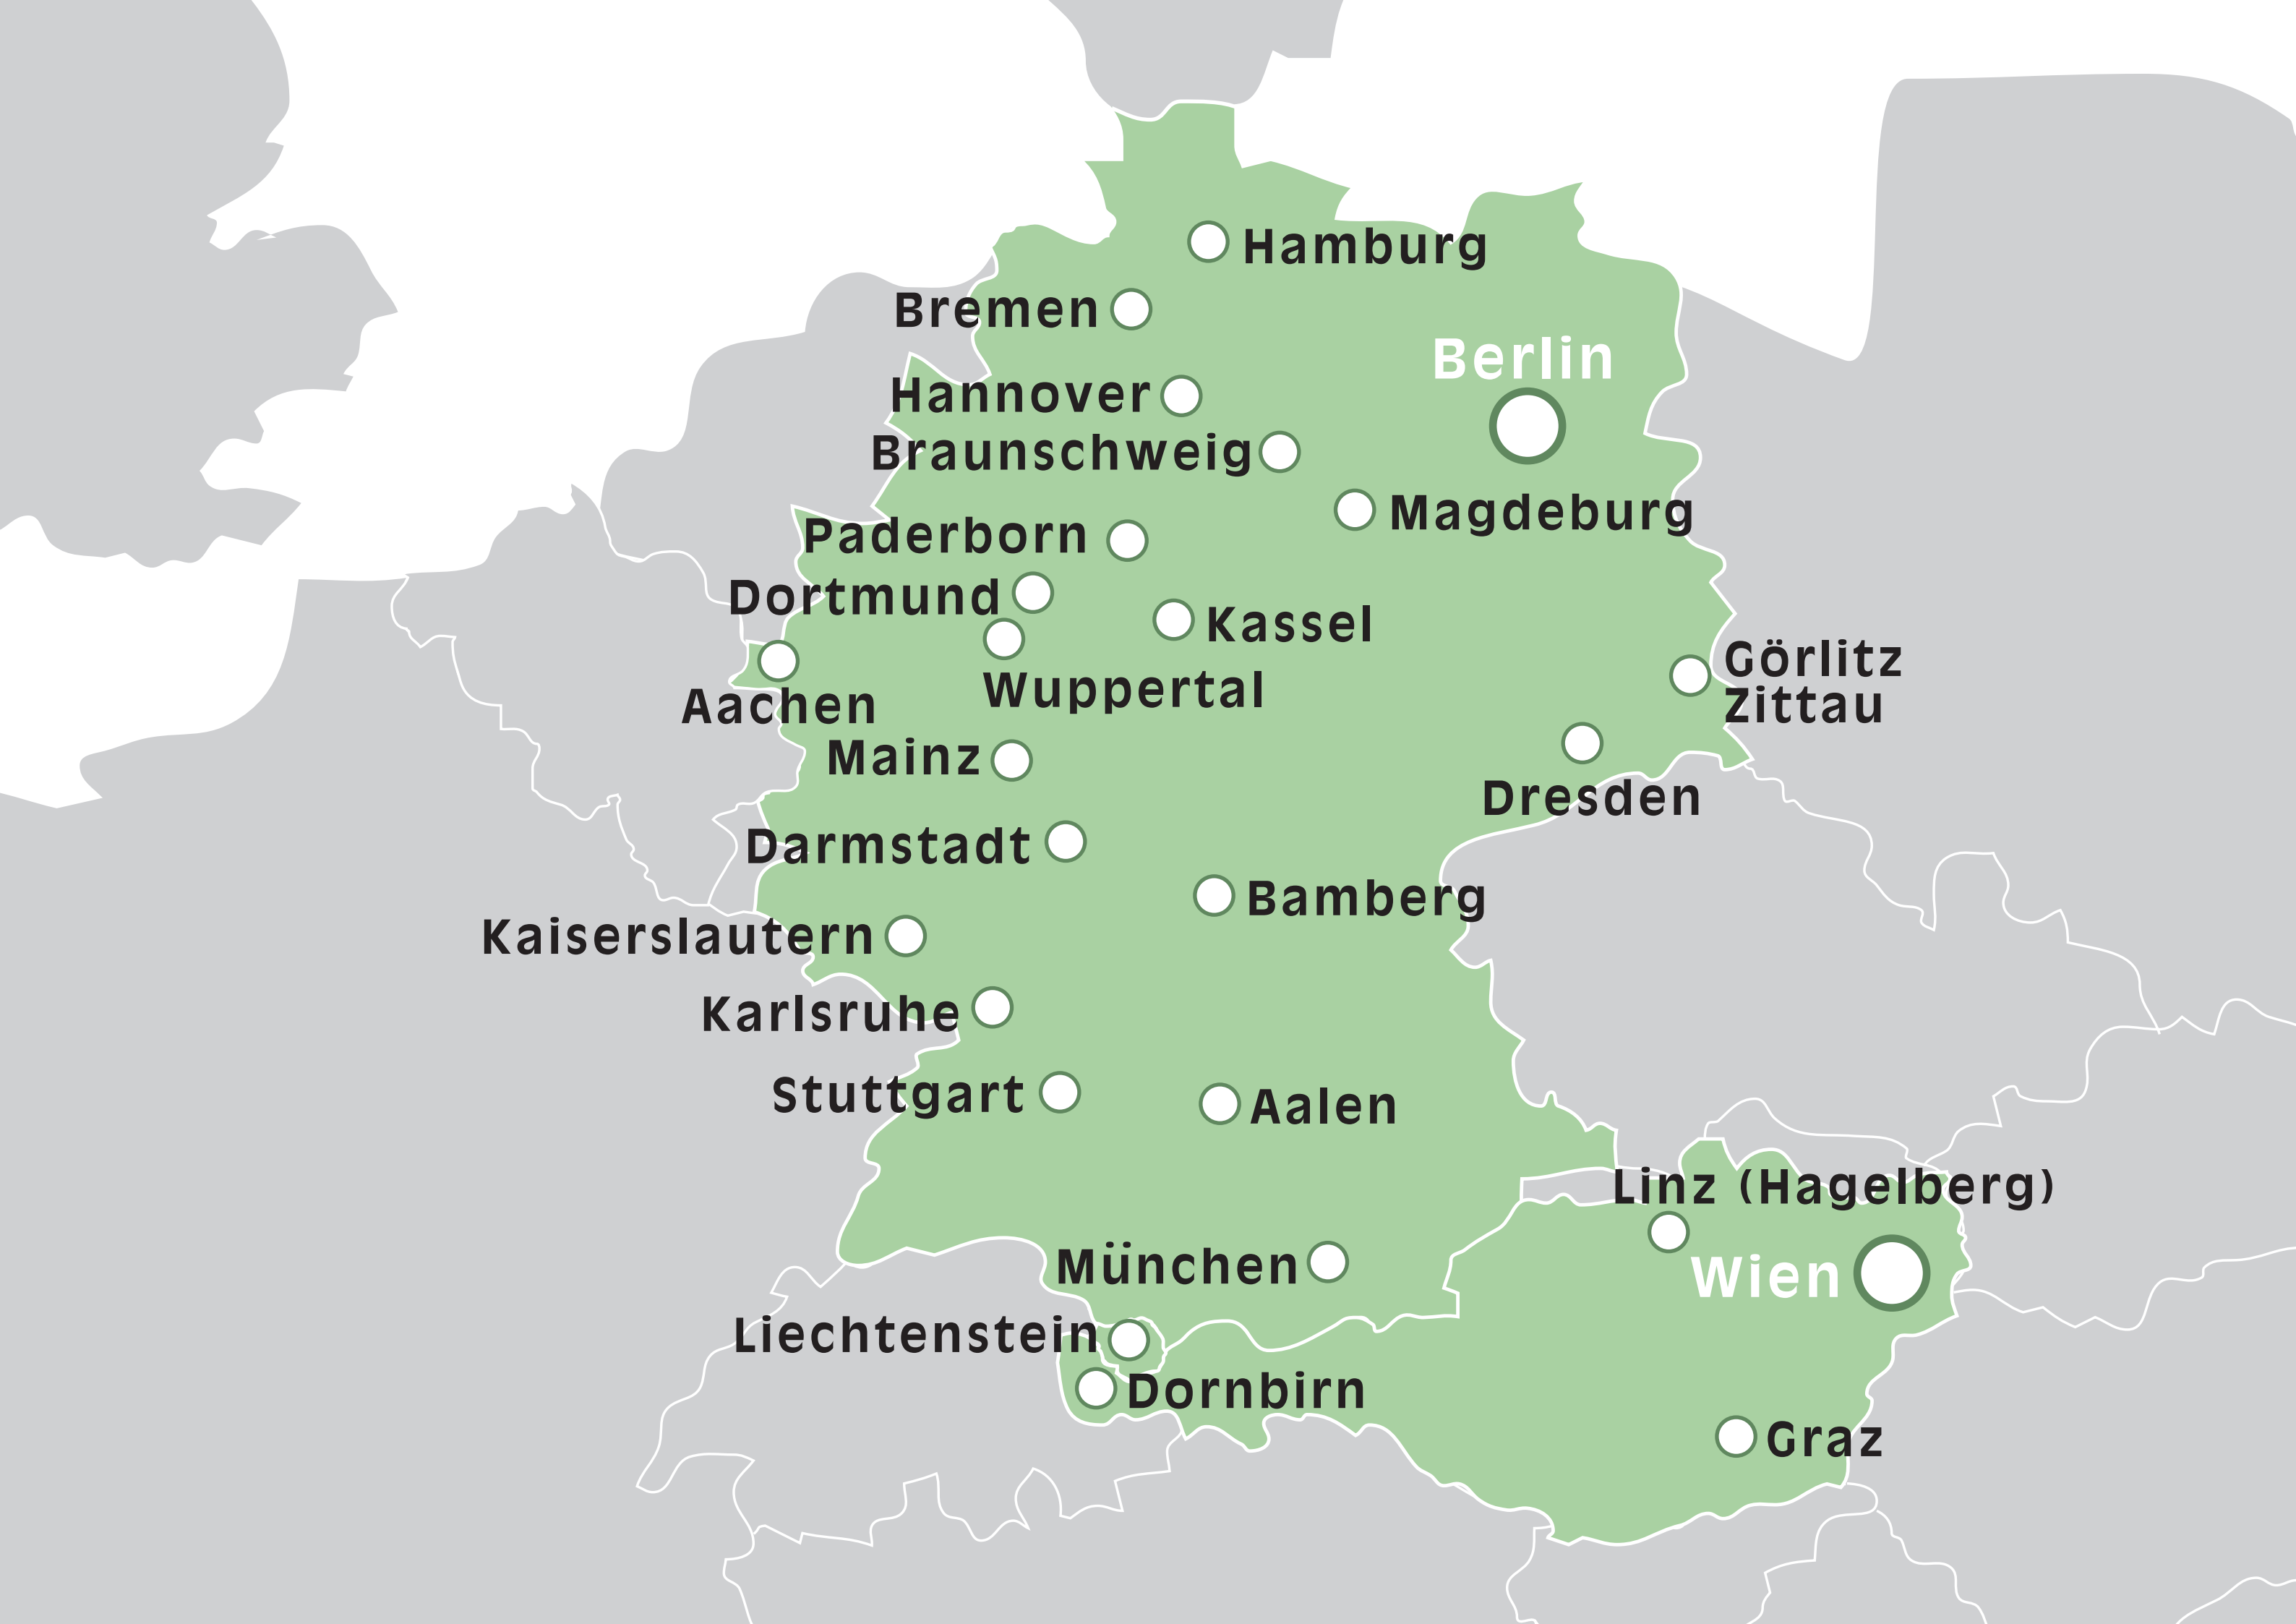 Hamburg
Bremen
Berlin
Hannover
Braunschweig
Magdeburg
Paderborn
Dortmund
Kassel
Görlitz
Zittau
Wuppertal
Aachen
Mainz
Dresden
Darmstadt
Bamberg
Kaiserslautern
Karlsruhe
Stuttgart
Aalen
Linz (Hagelberg)
München
Wien
Liechtenstein
Dornbirn
Graz